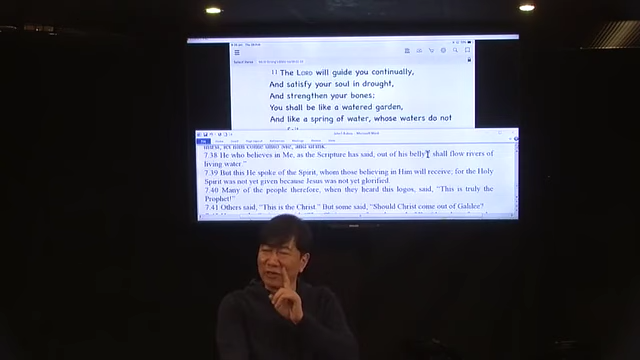 11 The LORD will guide you continually,
And satisfy your soul in drought,
And strengthen your bones;
You shall be like a watered garden,
And like a spring of water, whose waters do not
7.38 He who believes in Me, as the Scripture has said, out of his belly shall flow rivers of
living water.”
7.39 But this He spoke of the Spirit, whom those believing in Him will receive; for the Holy
Spirit was not yet given because Jesus was not yet glorified.
7.40 Many of the people therefore, when they heard this logos, said, “This is truly the
Prophet!”
7.41 Others said, “This is the Christ.” But some said, “Should Christ come out of Galilee?